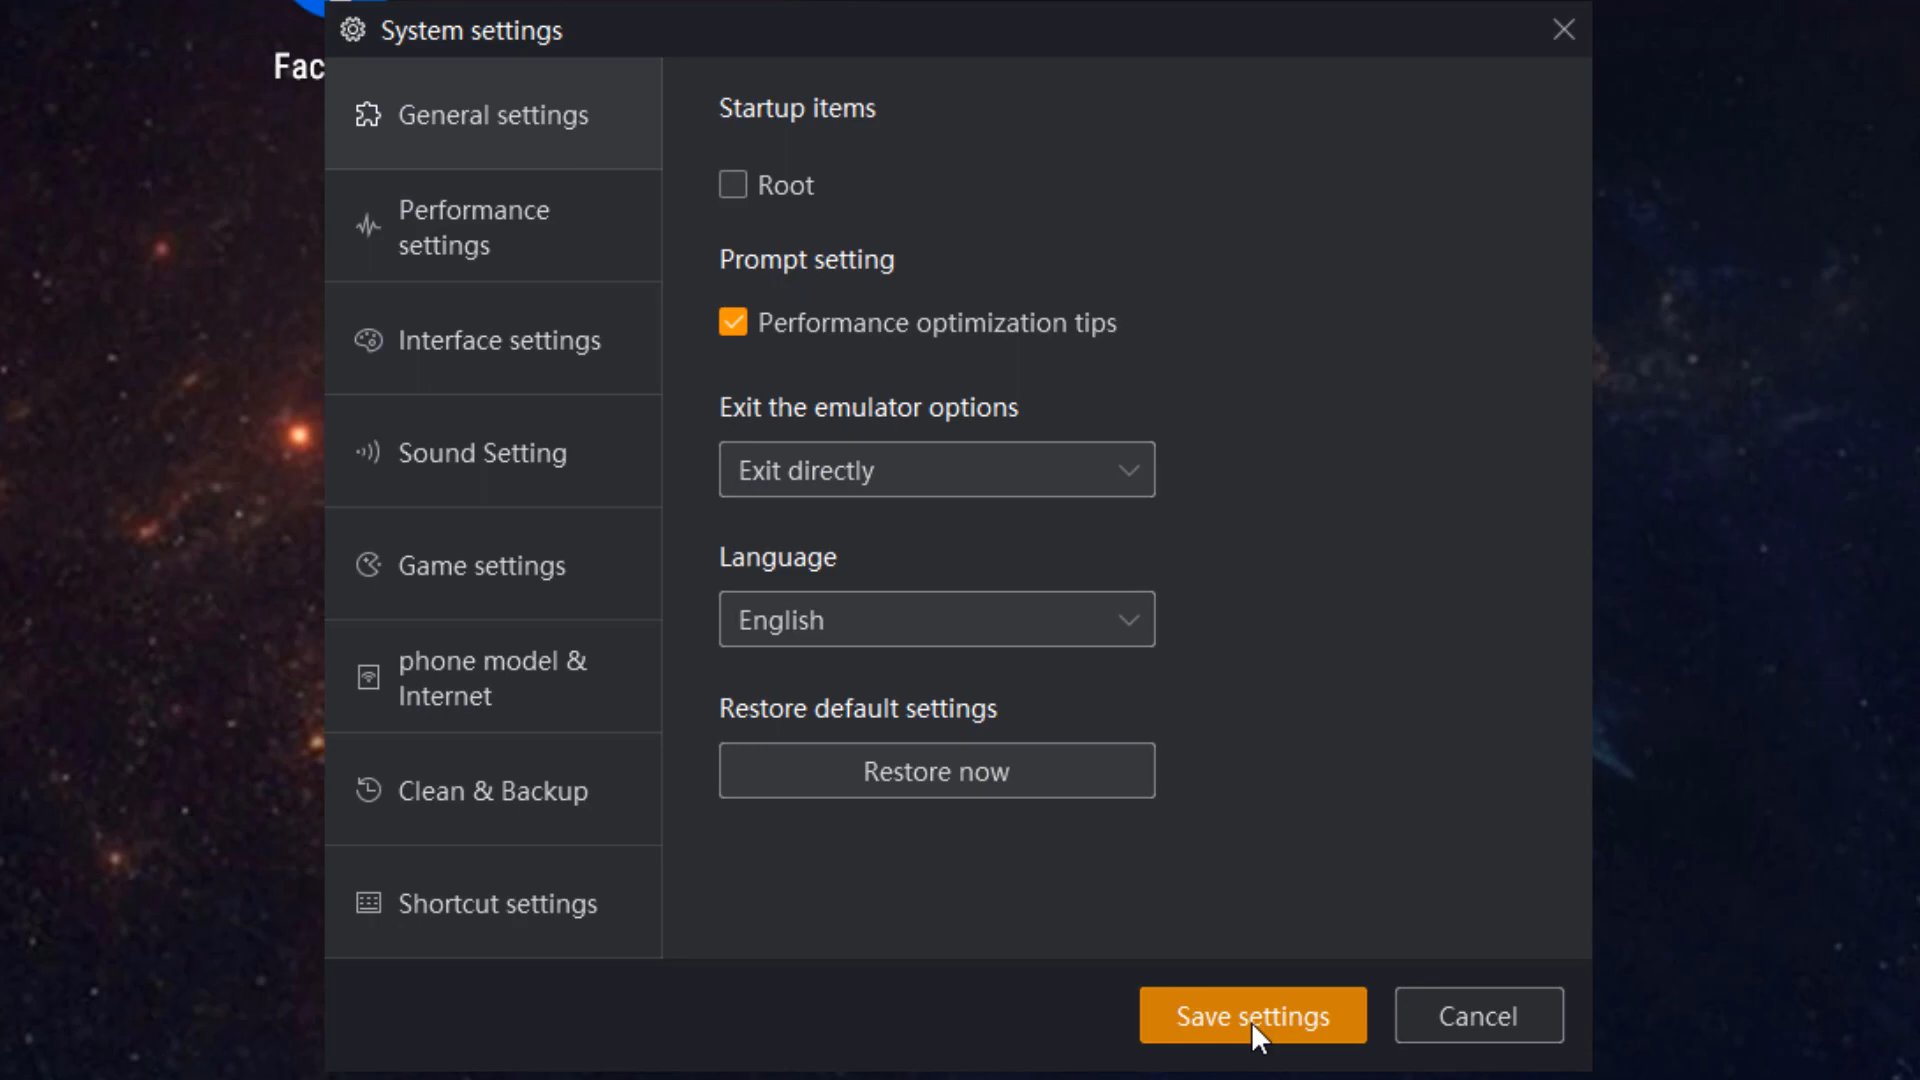 System settings
Fac
General settings
Performance
settings
Interface settings
Sound Setting
Game settings
phone model &
Internet
Clean & Backup
Shortcut settings
Startup items
Root
Prompt setting
Performance optimization tips
Exit the emulator options
Exit directly
Language
English
Restore default settings
Restore now
Save settings
Cancel